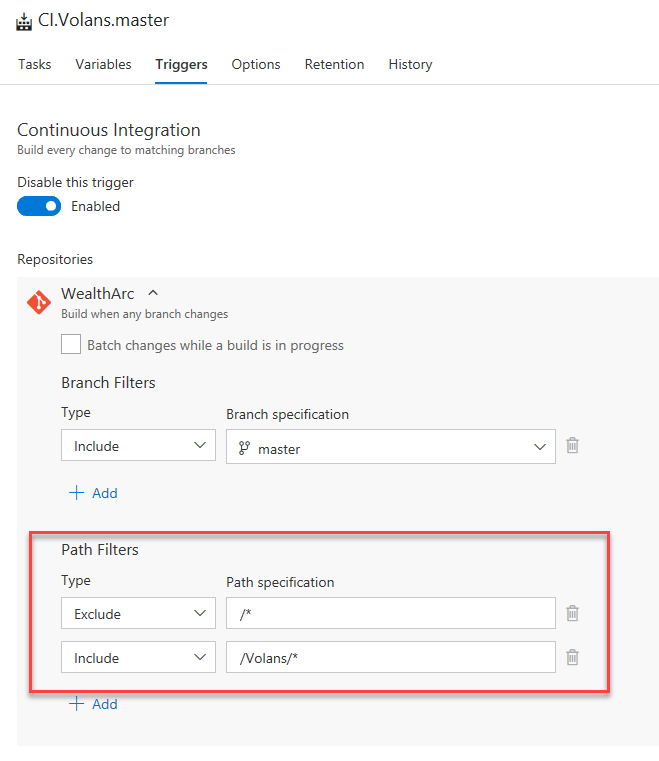 CI.Volans.master
Tasks Variables Triggers Options Retention History
Continuous Integration
Build every change to matching branches
Disable this trigger
Enabled
Repositories
WealthArc
Build when any branch changes
Batch changes while a build is in progress
Branch Filters
Type Branch specification
Include master
+ Add
Path Filters
Type Path specification
Exclude /*
Include /Volans/*
+ Add